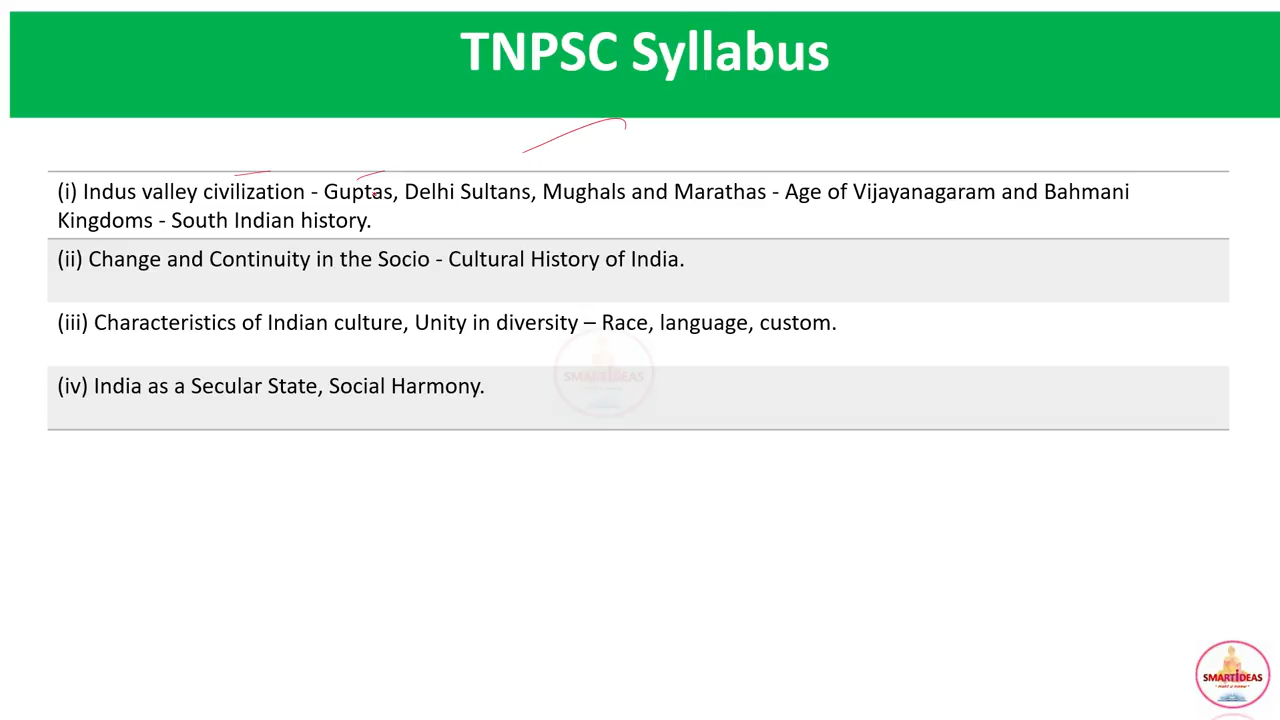 TNPSC Syllabus
(i) Indus valley civilization - Guptas, Delhi Sultans, Mughals and Marathas - Age of Vijayanagaram and Bahmani
Kingdoms - South Indian history.
(ii) Change and Continuity in the Socio - Cultural History of India.
(iii) Characteristics of Indian culture, Unity in diversity – Race, language, custom.
SMARTIDEAS
(iv) India as a Secular State, Social Harmony.
SMARTIDEAS